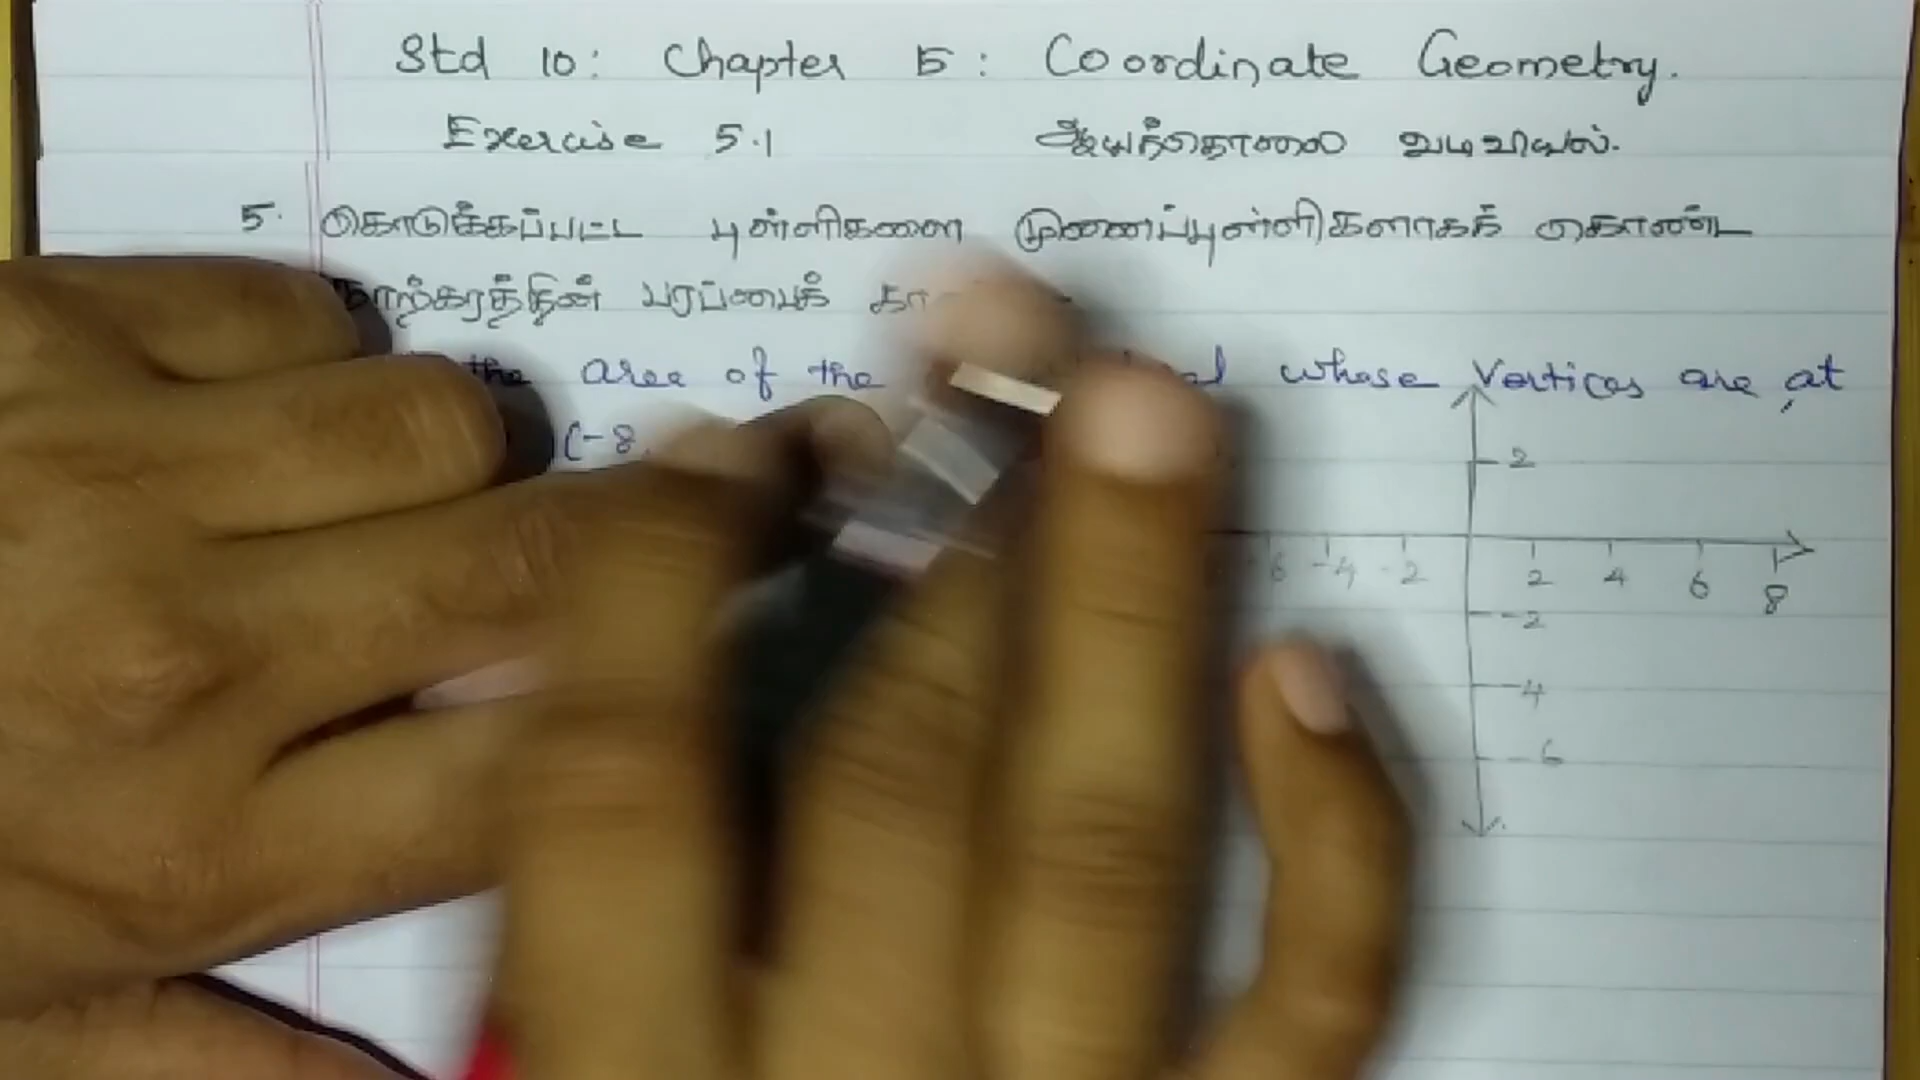 Std 10: Chapter 5: Coordinate Geometry.
Exercise 5.1 ஆயத்தொலை வடிவியல்.
5. கொடுக்கப்பட்ட புள்ளிகளை முனைப்புள்ளிகளாகக் கொண்ட
நாற்கரத்தின் பரப்பைக்
the area of the whose Vertices are at
(-8,
2
-6 -4 -2 2 4 6 8
-2
-4
-6